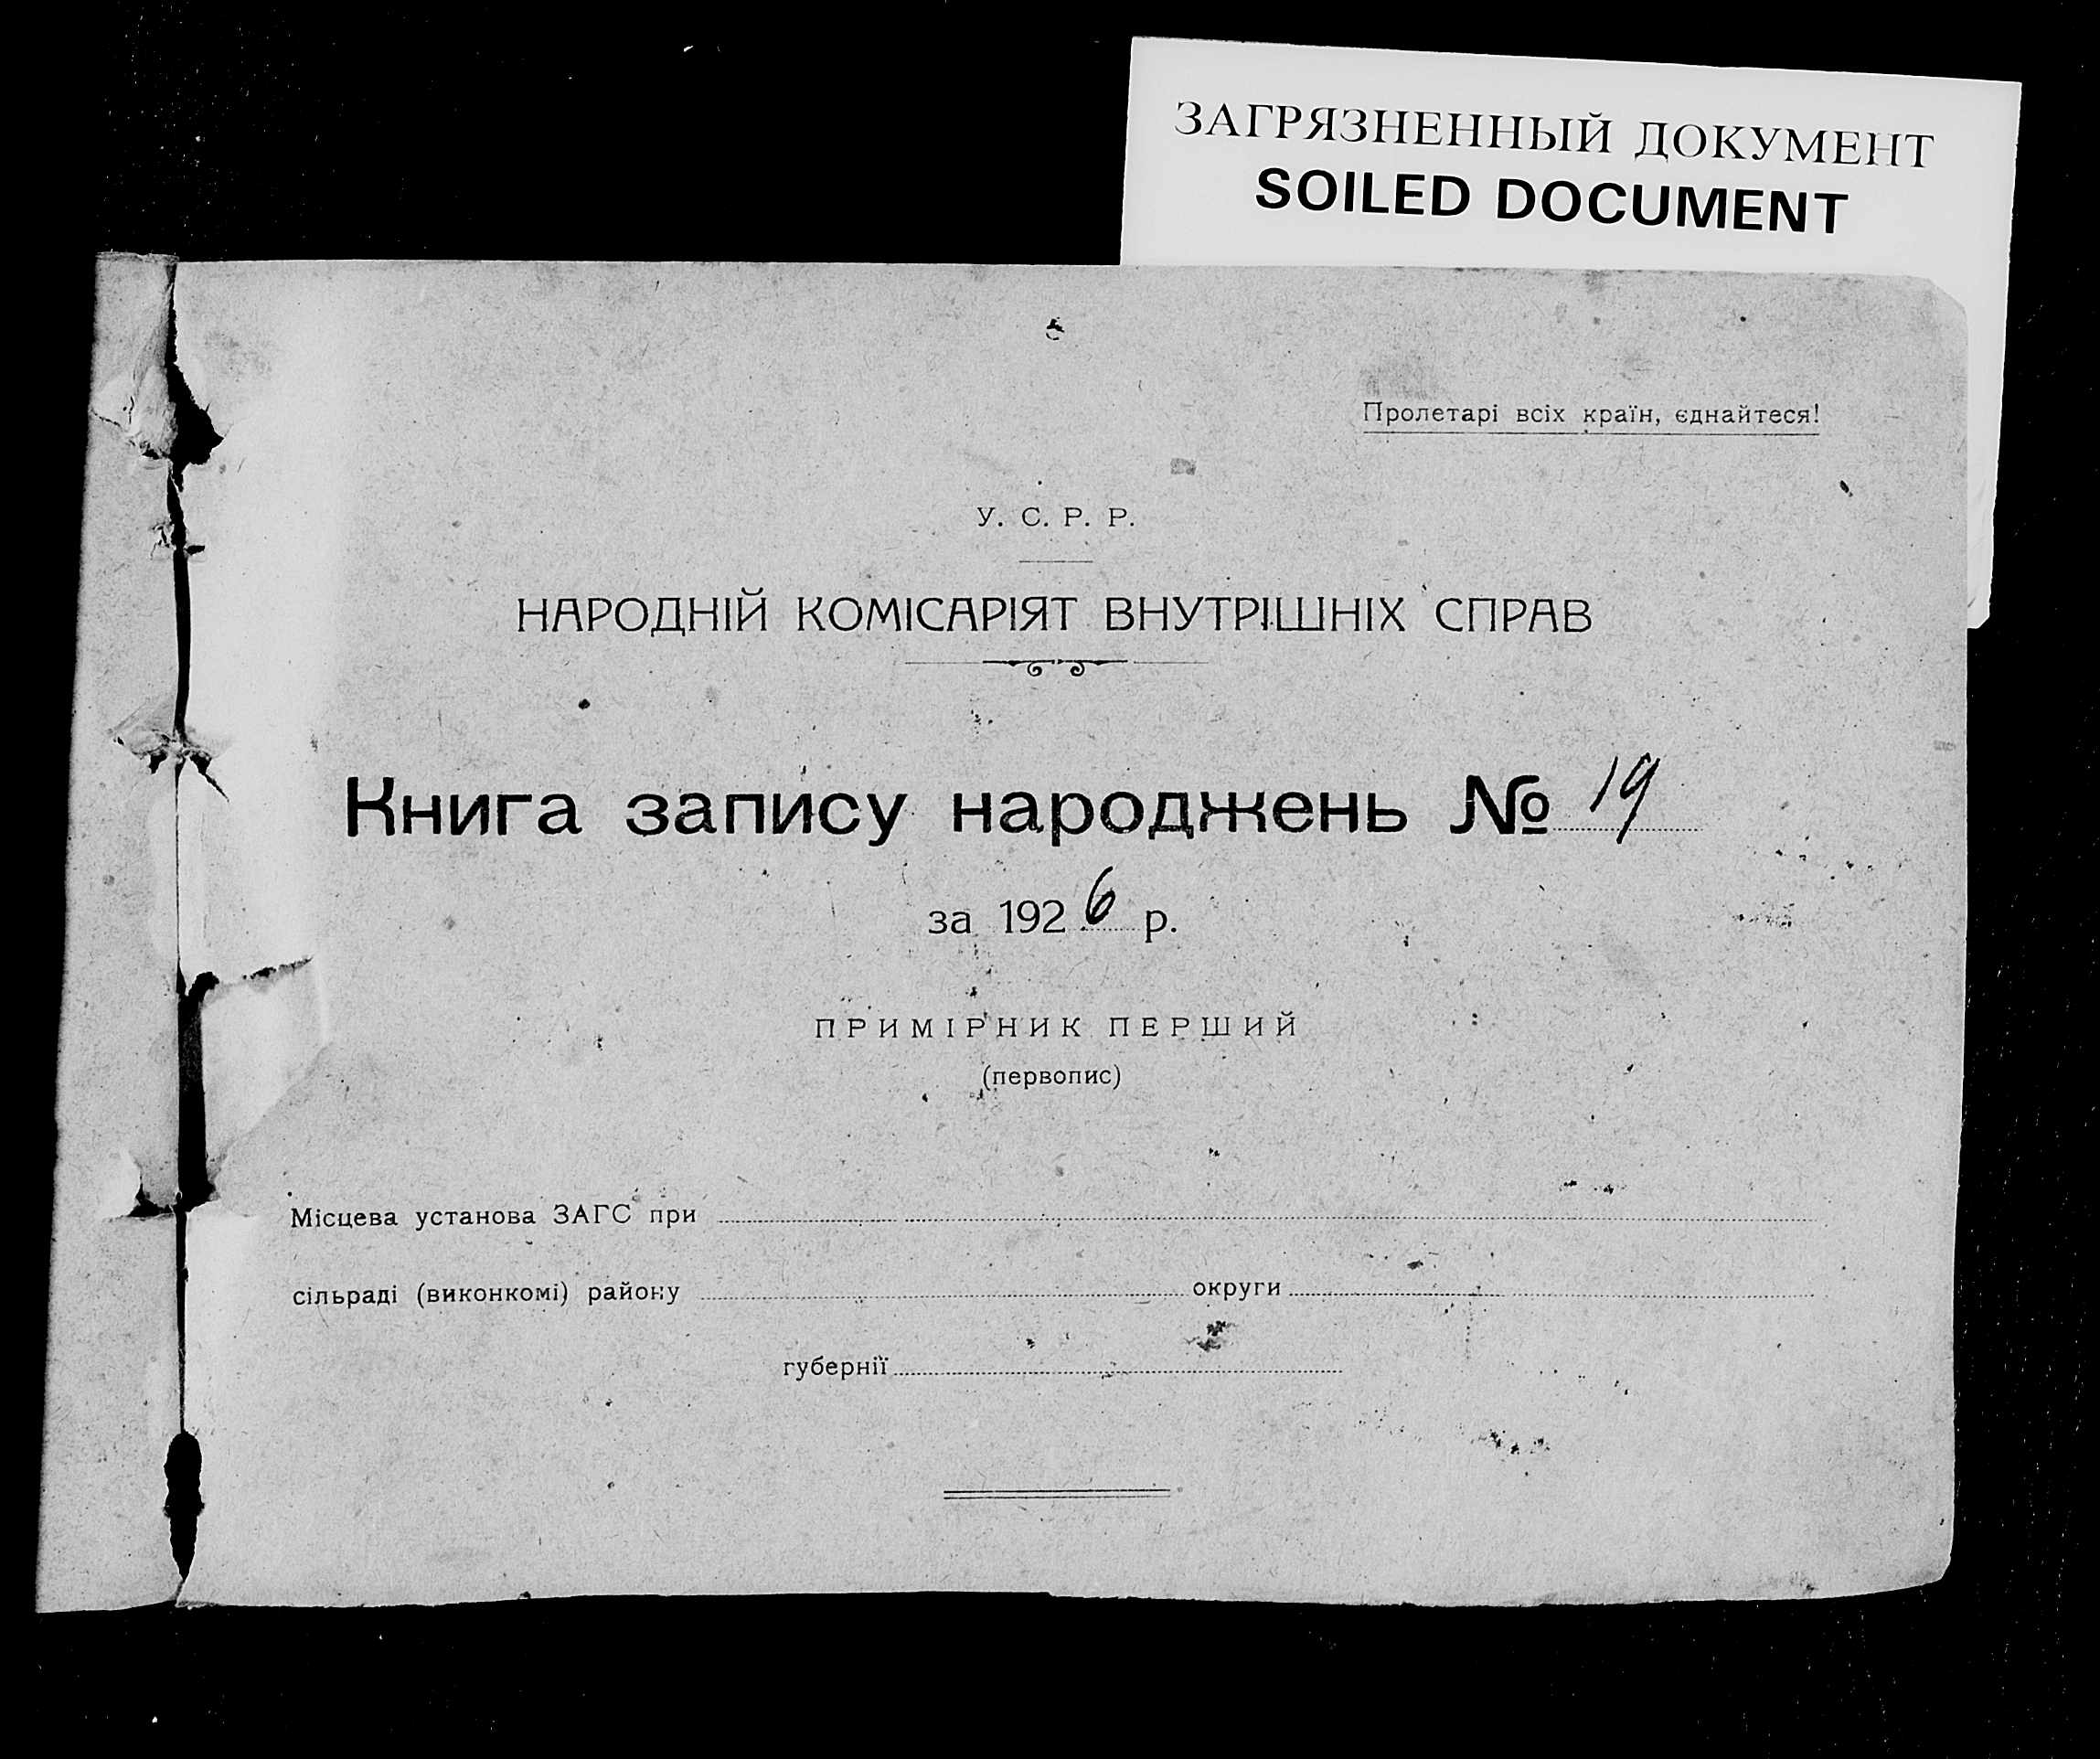 ЗАГРЯЗНЕННЫЙ ДОКУМЕНТ
SOILED DOCUMENT
Пролетарі всіх країн, єднайтеся!
У. С. Р. Р.
НАРОДНІЙ КОМІСАРІЯТ ВНУТРІШНІХ СПРАВ
Книга запису народжень № 19
за 1926 р.
ПРИМІРНИК ПЕРШИЙ
(первопис)
Місцева установа ЗАГС при
сільраді (виконкомі) району округи
губернії